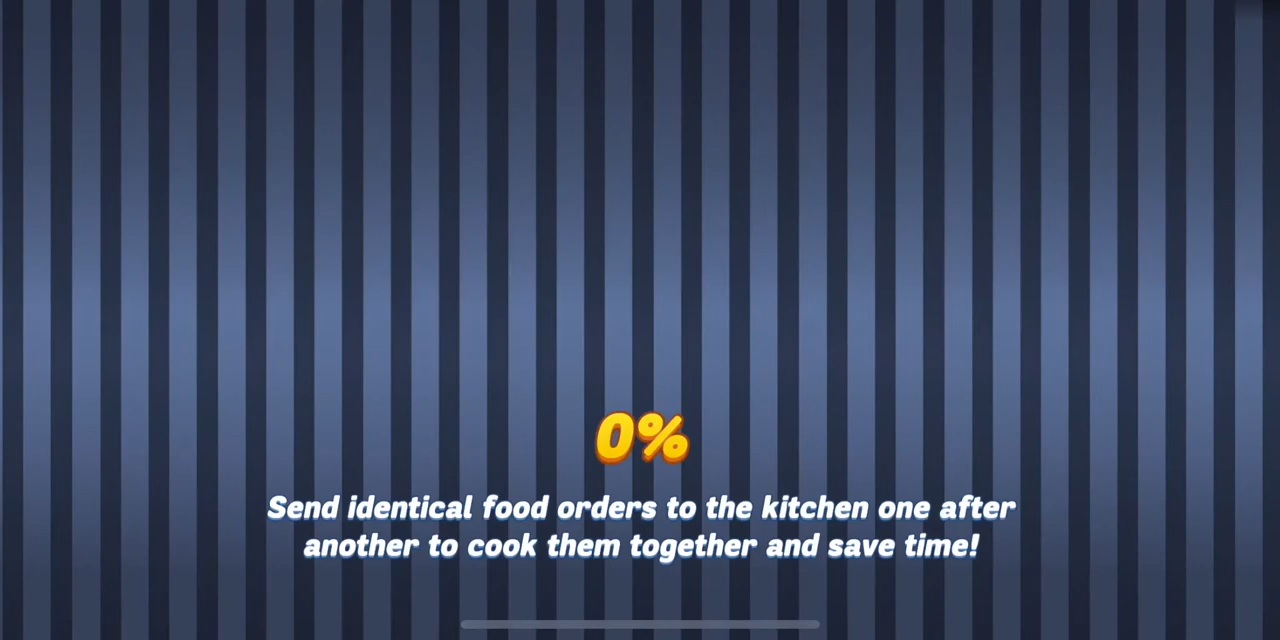 0%
Send identical food orders to the kitchen one after
another to cook them together and save time!